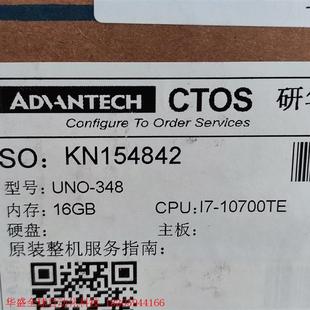 ADVANTECH CTOS 研华
Configure To Order Services
SO: KN154842
型号: UNO-348
内存: 16GB CPU: I7-10700TE
硬盘: 主板:
原装整机服务指南: